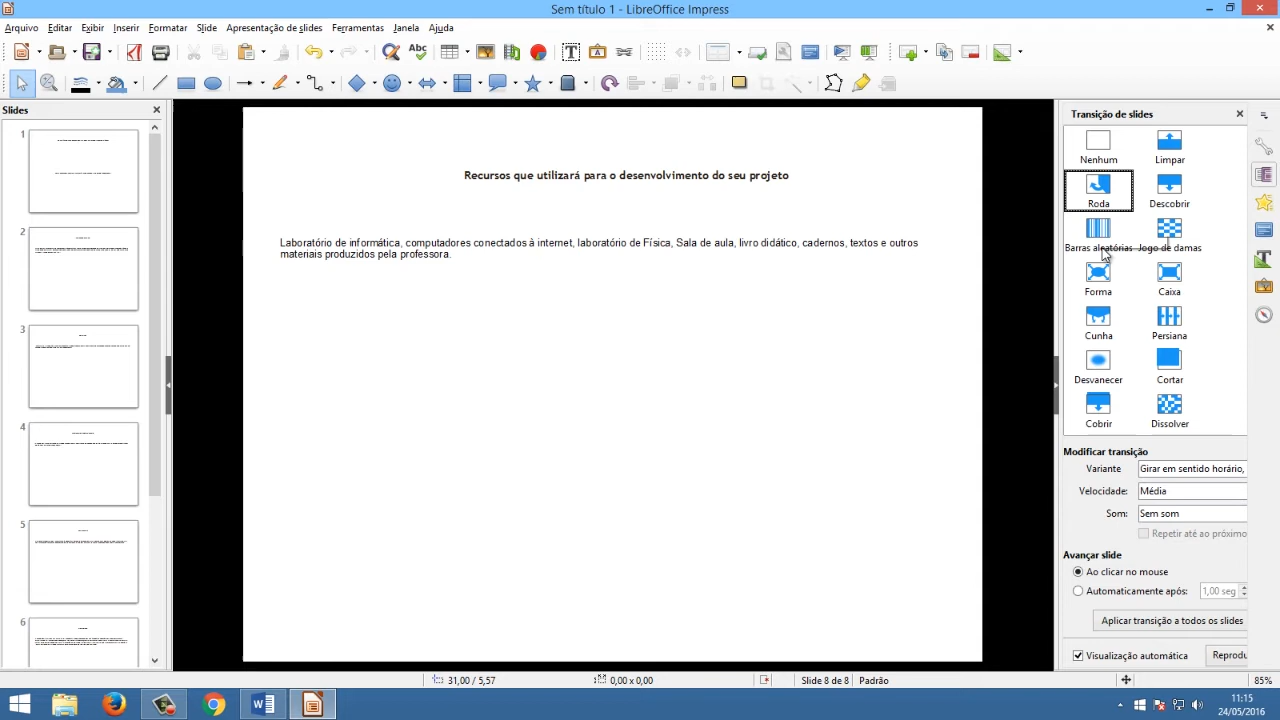 Sem título 1 - LibreOffice Impress
Arquivo Editar Exibir Inserir Formatar Slide Apresentação de slides Ferramentas Janela Ajuda
Slides
1
2
3
4
5
6
Recursos que utilizará para o desenvolvimento do seu projeto
Laboratório de informática, computadores conectados à internet, laboratório de Física, Sala de aula, livro didático, cadernos, textos e outros
materiais produzidos pela professora.
Transição de slides
Nenhum Limpar
Roda Descobrir
Barras aleatórias Jogo de damas
Forma Caixa
Cunha Persiana
Desvanecer Cortar
Cobrir Dissolver
Modificar transição
Variante Girar em sentido horário,
Velocidade: Média
Som: Sem som
Repetir até ao próximo
Avançar slide
Ao clicar no mouse
Automaticamente após: 1,00 seg
Aplicar transição a todos os slides
Visualização automática Reprodu
31,00 / 5,57 0,00 x 0,00 Slide 8 de 8 Padrão 85%
11:15
24/05/2016